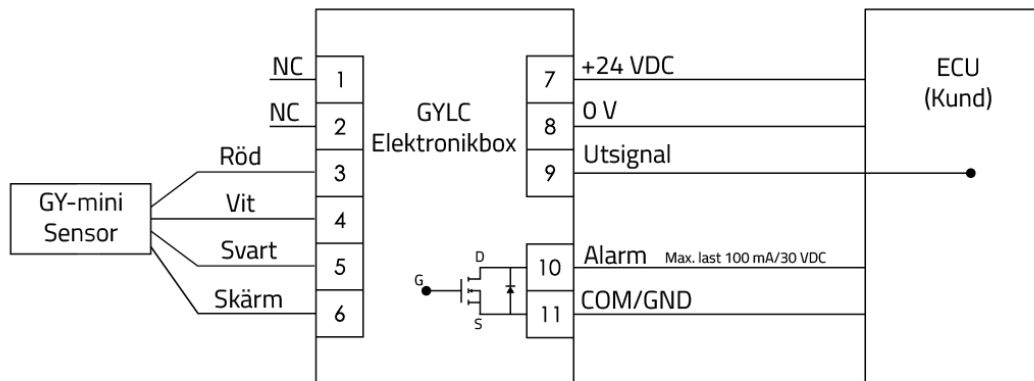 NC
1
NC
2
Röd
3
Vit
4
Svart
5
Skärm
6
GY-mini
Sensor
GYLC
Elektronikbox
7
+24 VDC
8
0 V
9
Utsignal
D
G
S
10
Alarm Max. last 100 mA/30 VDC
11
COM/GND
ECU
(Kund)